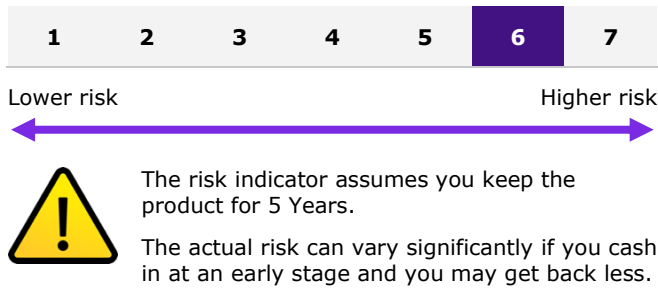 1 2 3 4 5 6 7
Lower risk Higher risk
The risk indicator assumes you keep the
product for 5 Years.
The actual risk can vary significantly if you cash
in at an early stage and you may get back less.